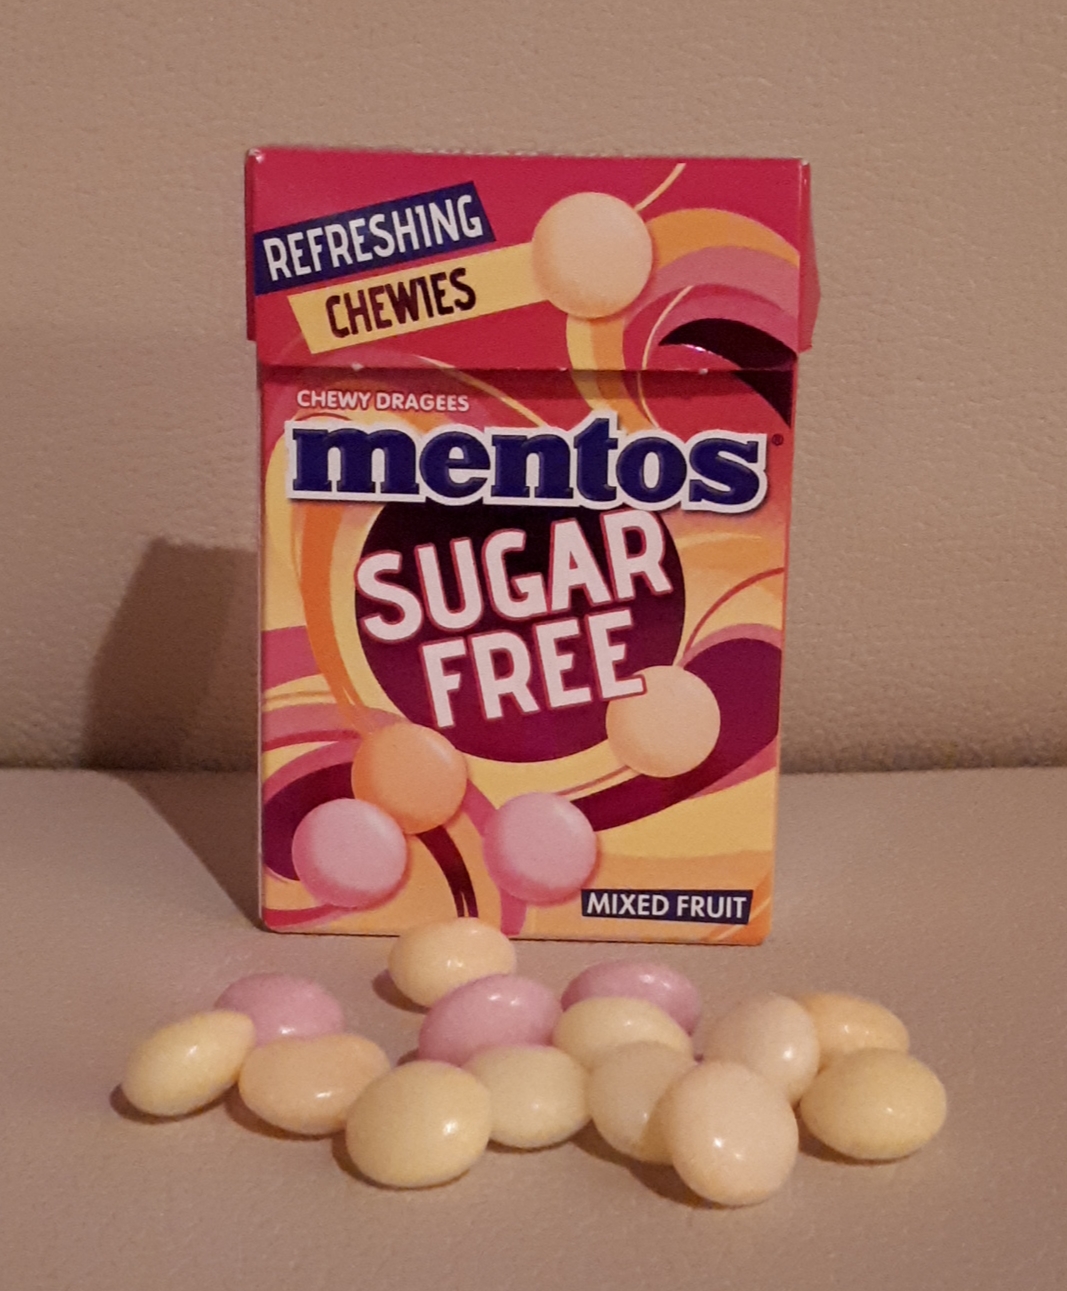 REFRESHING
CHEWIES
CHEWY DRAGEES
mentos®
SUGAR
FREE
MIXED FRUIT